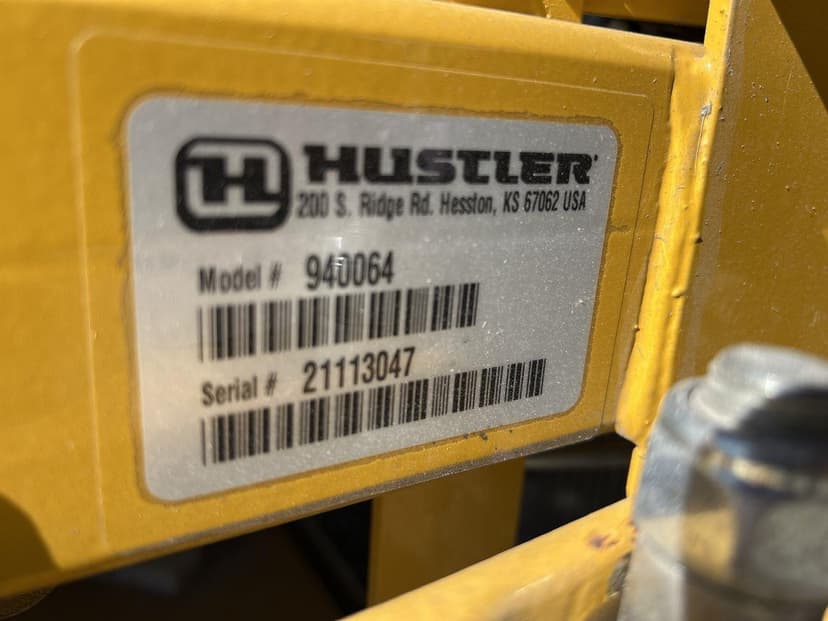 H HUSTLER
200 S. Ridge Rd. Hesston, KS 67062 USA
Model # 940064
Serial # 21113047